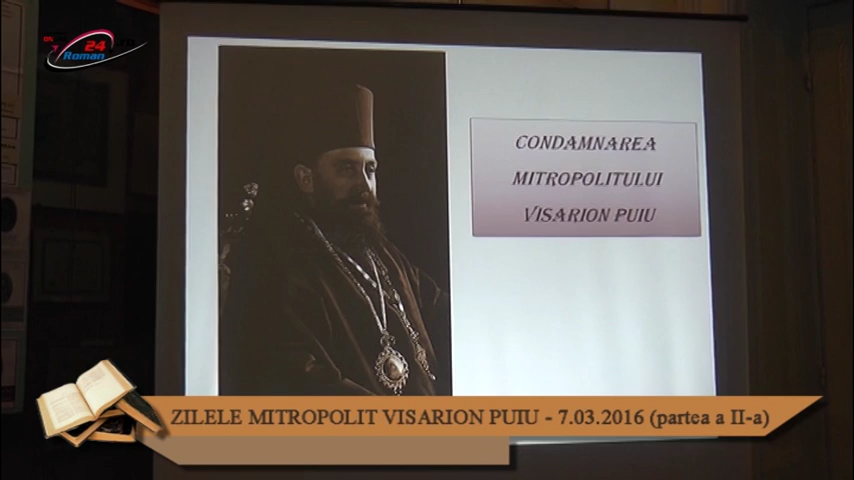 24
Roman
CONDAMNAREA
MITROPOLITULUI
VISARION PUIU
ZILELE MITROPOLIT VISARION PUIU - 7.03.2016 (partea a II-a)